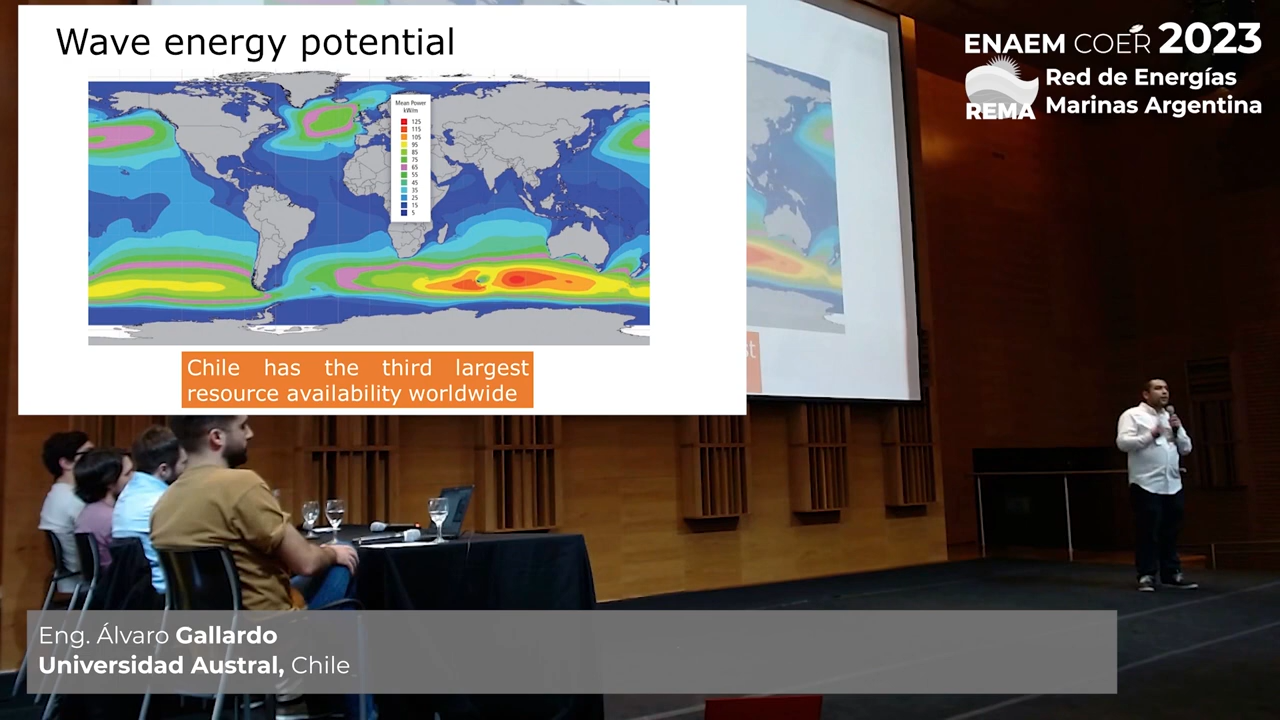 Wave energy potential
Mean Power
kW/m
125
115
105
95
85
75
65
55
45
35
25
15
5
Chile has the third largest
resource availability worldwide
st
ENAEM COER 2023
REMA
Red de Energías
Marinas Argentina
Eng. Álvaro Gallardo
Universidad Austral, Chile